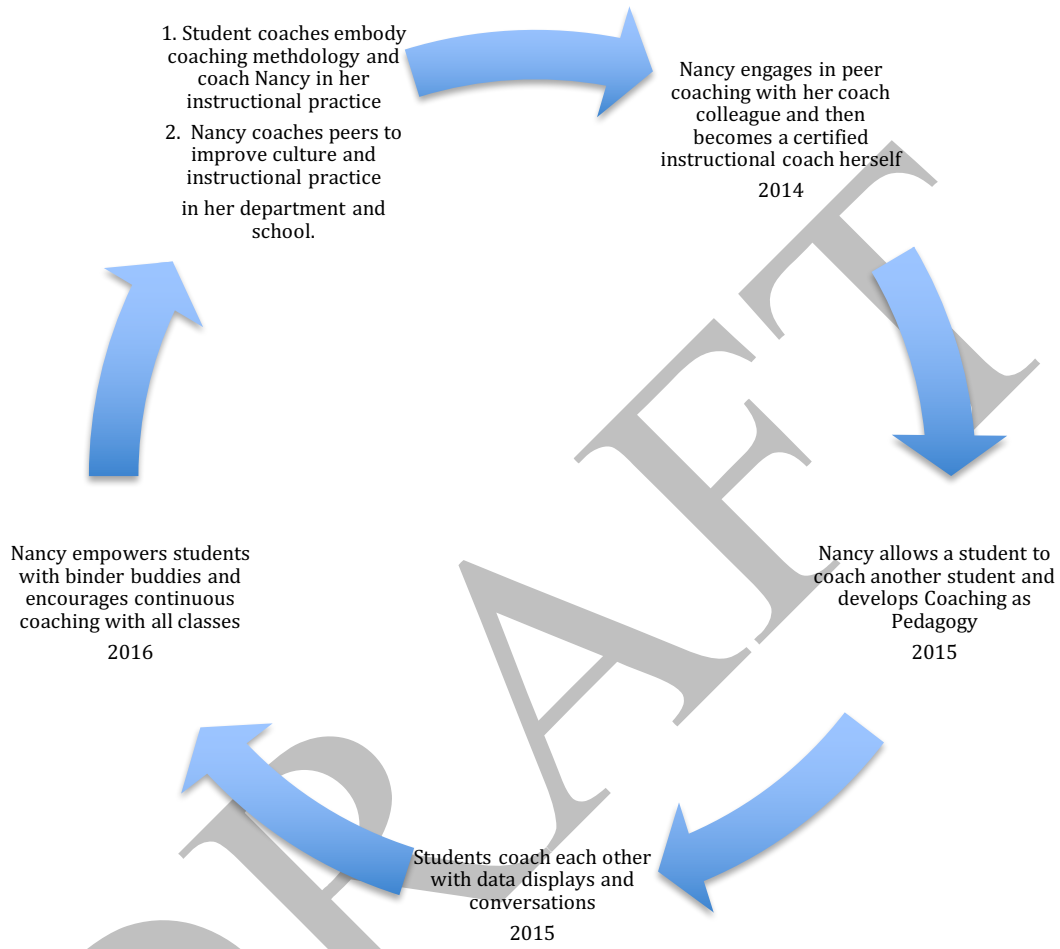 1. Student coaches embody
coaching methdology and
coach Nancy in her
instructional practice
2. Nancy coaches peers to
improve culture and
instructional practice
in her department and
school.
Nancy engages in peer
coaching with her coach
colleague and then
becomes a certified
instructional coach herself
2014
Nancy allows a student to
coach another student and
develops Coaching as
Pedagogy
2015
Students coach each other
with data displays and
conversations
2015
Nancy empowers students
with binder buddies and
encourages continuous
coaching with all classes
2016
DRAFT